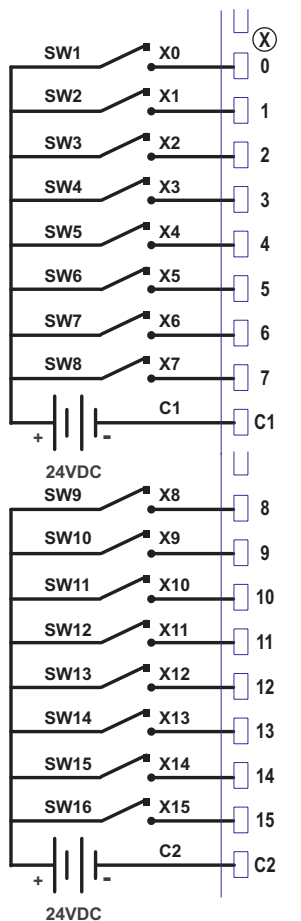 X
SW1 X0 0
SW2 X1 1
SW3 X2 2
SW4 X3 3
SW5 X4 4
SW6 X5 5
SW7 X6 6
SW8 X7 7
C1 C1
+ -
24VDC
SW9 X8 8
SW10 X9 9
SW11 X10 10
SW12 X11 11
SW13 X12 12
SW14 X13 13
SW15 X14 14
SW16 X15 15
C2 C2
+ -
24VDC